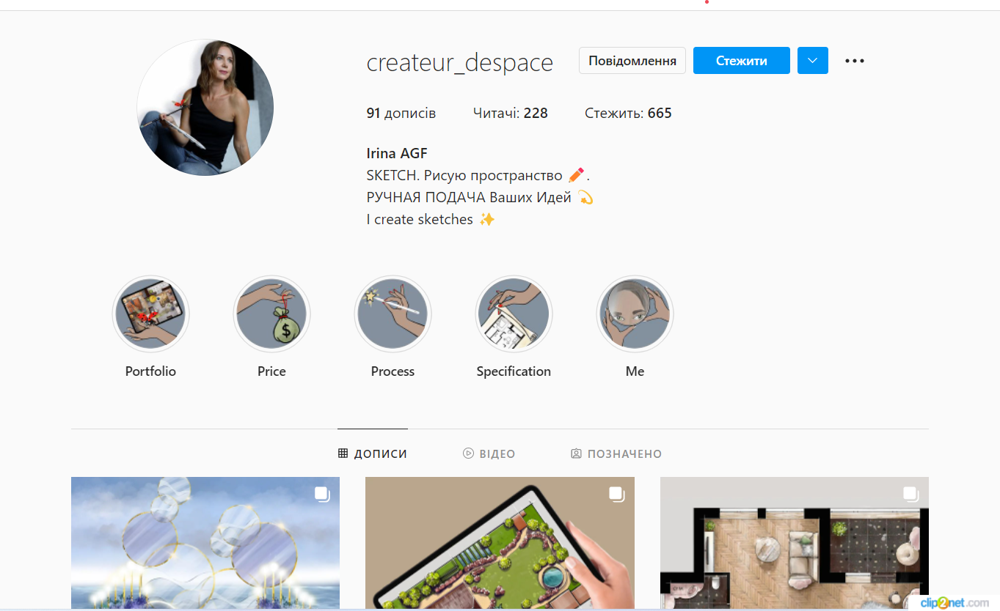 createur_despace
Повідомлення
Стежити
91 дописів
Читачі: 228
Стежить: 665
Irina AGF
SKETCH. Рисую пространство ✏️ .
РУЧНАЯ ПОДАЧА Ваших Идей 💫
I create sketches ✨
$
Portfolio
Price
Process
Specification
Me
ДОПИСИ
ВІДЕО
ПОЗНАЧЕНО
clip2net.com